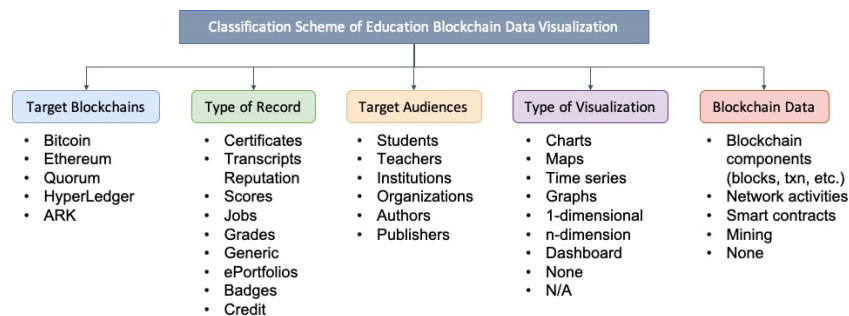 Classification Scheme of Education Blockchain Data Visualization
Target Blockchains
• Bitcoin
• Ethereum
• Quorum
• HyperLedger
• ARK
Type of Record
• Certificates
• Transcripts
Reputation
• Scores
• Jobs
• Grades
• Generic
• ePortfolios
• Badges
• Credit
Target Audiences
• Students
• Teachers
• Institutions
• Organizations
• Authors
• Publishers
Type of Visualization
• Charts
• Maps
• Time series
• Graphs
• 1-dimensional
• n-dimension
• Dashboard
• None
• N/A
Blockchain Data
• Blockchain
components
(blocks, txn, etc.)
• Network activities
• Smart contracts
• Mining
• None